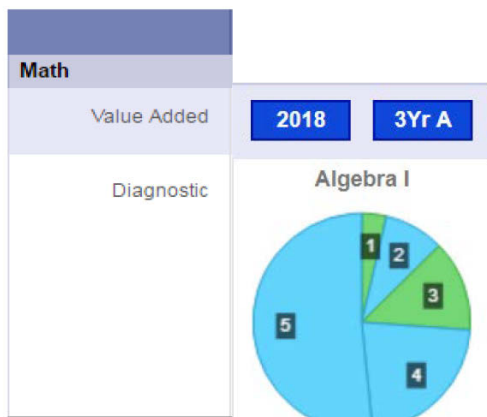 Math
Value Added
2018
3Yr A
Diagnostic
Algebra I
1
2
3
4
5